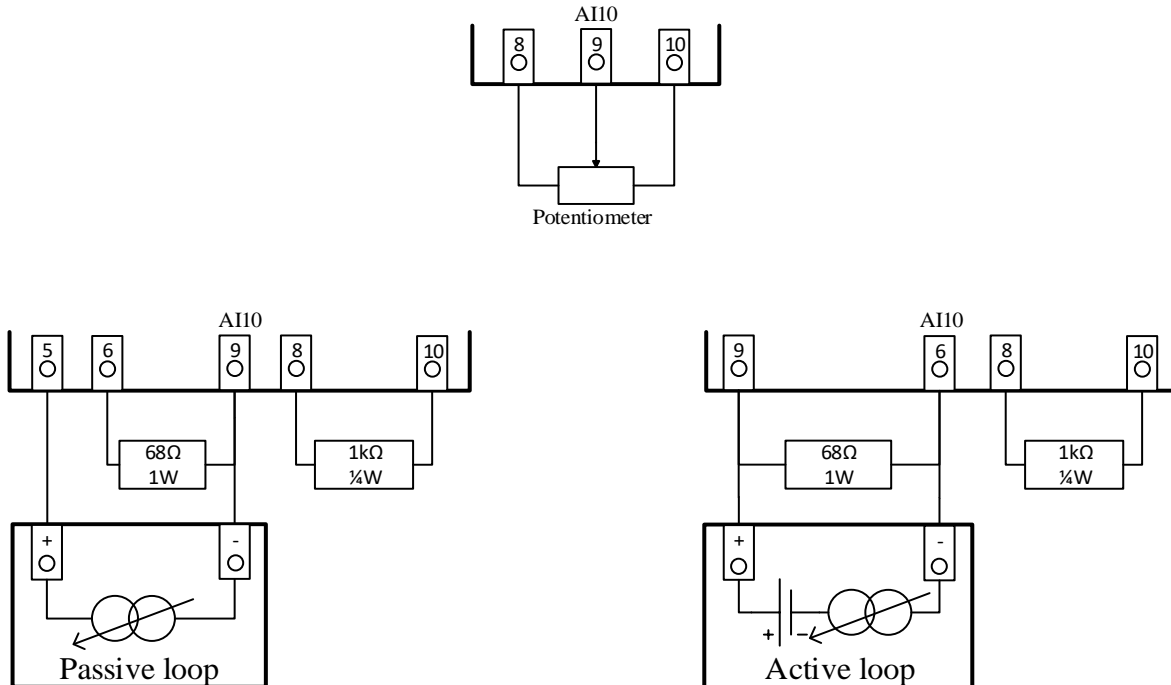 AI10
8 9 10
Potentiometer
AI10
5 6 9 8 10
68Ω
1W
1kΩ
¼W
+ -
Passive loop
AI10
9 6 8 10
68Ω
1W
1kΩ
¼W
+ -
+ -
Active loop